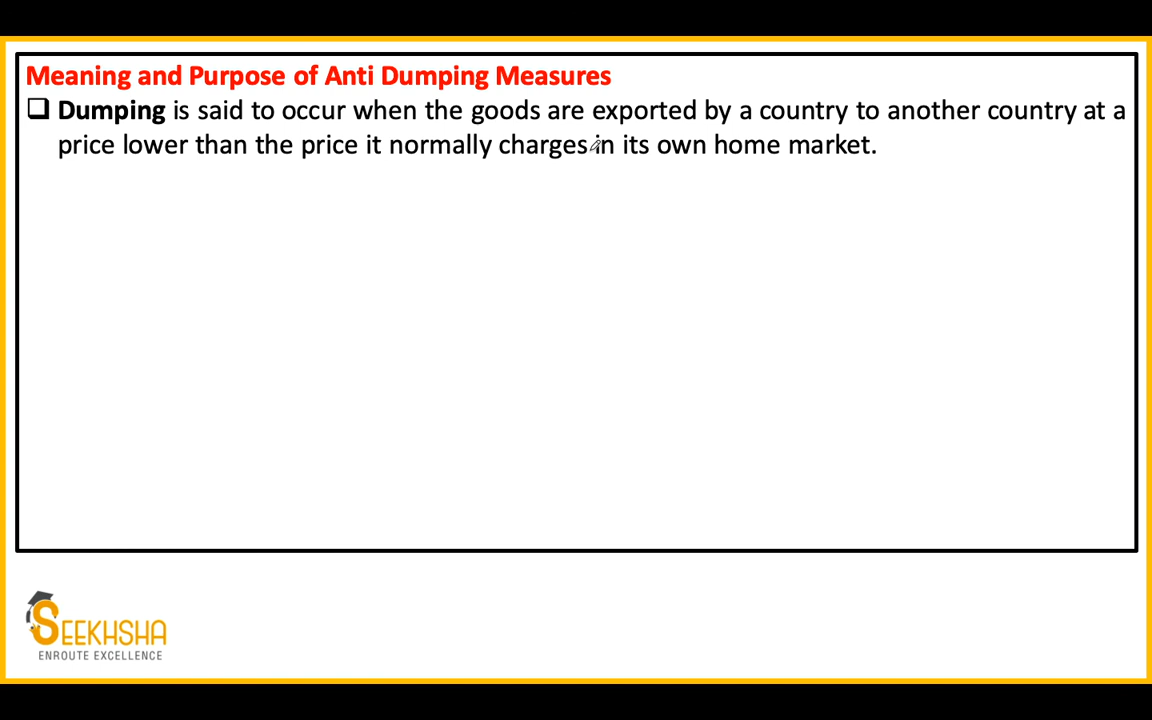 Meaning and Purpose of Anti Dumping Measures
❑ Dumping is said to occur when the goods are exported by a country to another country at a
price lower than the price it normally charges in its own home market.
SEEKHSHA
ENROUTE EXCELLENCE